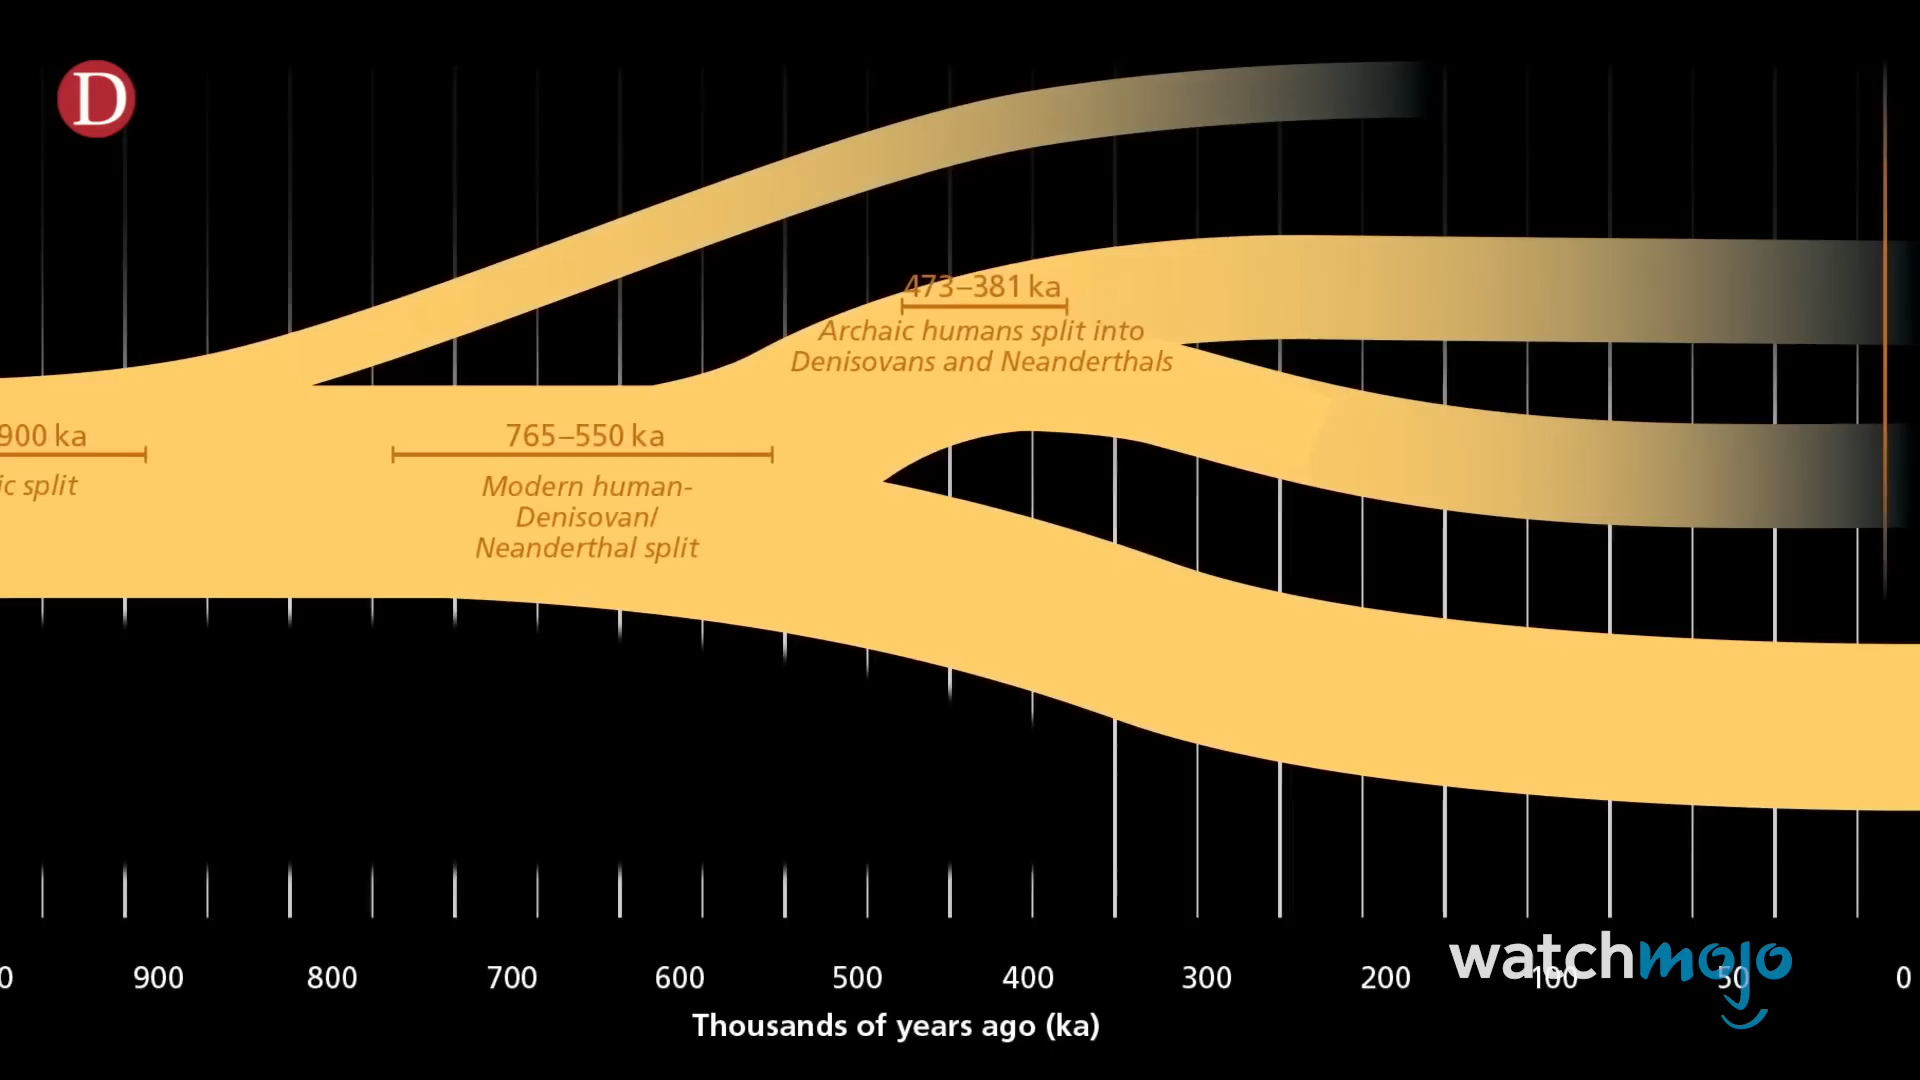 D
473–381 ka
Archaic humans split into
Denisovans and Neanderthals
900 ka
ic split
765–550 ka
Modern human-
Denisovan/
Neanderthal split
watchmojo
0 900 800 700 600 500 400 300 200 100 50 0
Thousands of years ago (ka)